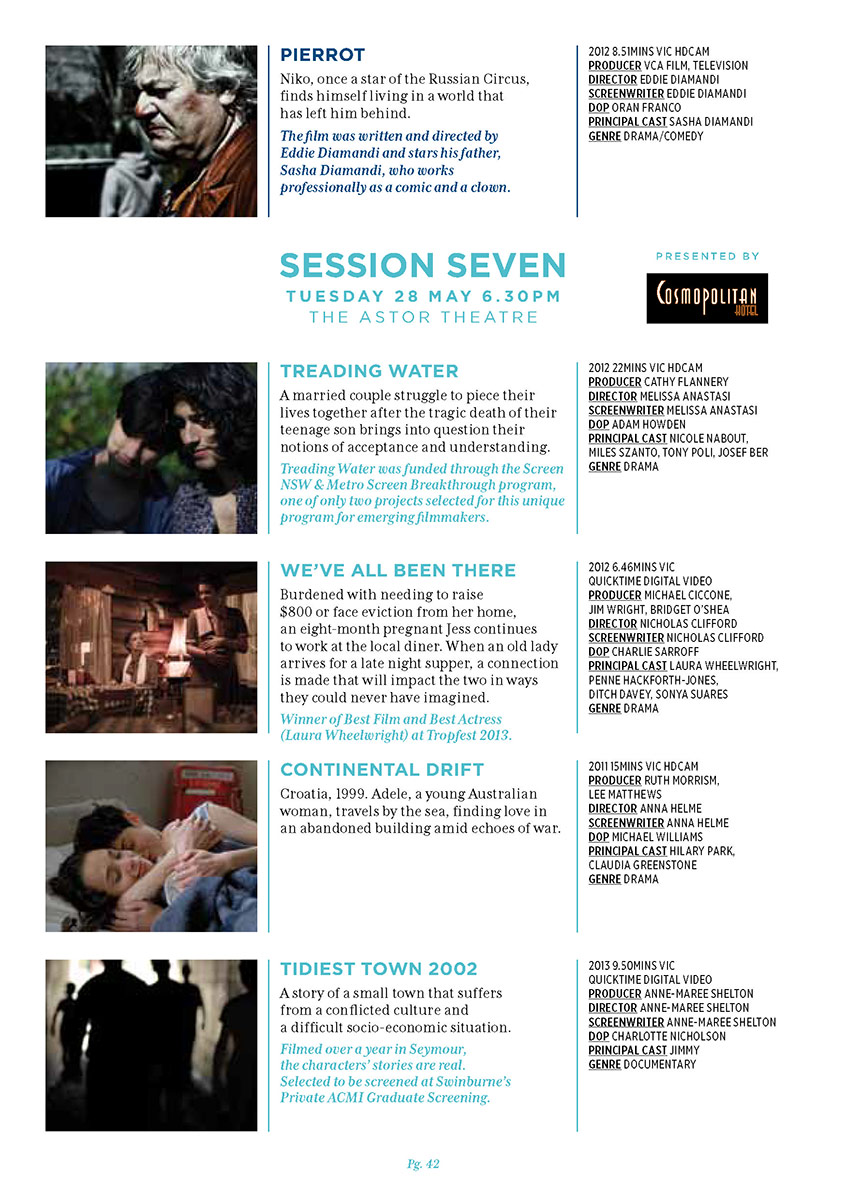 PIERROT
Niko, once a star of the Russian Circus,
finds himself living in a world that
has left him behind.
The film was written and directed by
Eddie Diamandi and stars his father,
Sasha Diamandi, who works
professionally as a comic and a clown.
2012 8.51MINS VIC HDCAM
PRODUCER VCA FILM, TELEVISION
DIRECTOR EDDIE DIAMANDI
SCREENWRITER EDDIE DIAMANDI
DOP ORAN FRANCO
PRINCIPAL CAST SASHA DIAMANDI
GENRE DRAMA/COMEDY
SESSION SEVEN
TUESDAY 28 MAY 6.30PM
THE ASTOR THEATRE
PRESENTED BY
COSMOPOLITAN
HOTEL
TREADING WATER
A married couple struggle to piece their
lives together after the tragic death of their
teenage son brings into question their
notions of acceptance and understanding.
Treading Water was funded through the Screen
NSW & Metro Screen Breakthrough program,
one of only two projects selected for this unique
program for emerging filmmakers.
2012 22MINS VIC HDCAM
PRODUCER CATHY FLANNERY
DIRECTOR MELISSA ANASTASI
SCREENWRITER MELISSA ANASTASI
DOP ADAM HOWDEN
PRINCIPAL CAST NICOLE NABOUT,
MILES SZANTO, TONY POLI, JOSEF BER
GENRE DRAMA
WE'VE ALL BEEN THERE
Burdened with needing to raise
$800 or face eviction from her home,
an eight-month pregnant Jess continues
to work at the local diner. When an old lady
arrives for a late night supper, a connection
is made that will impact the two in ways
they could never have imagined.
Winner of Best Film and Best Actress
(Laura Wheelwright) at Tropfest 2013.
2012 6.46MINS VIC
QUICKTIME DIGITAL VIDEO
PRODUCER MICHAEL CICCONE,
JIM WRIGHT, BRIDGET O'SHEA
DIRECTOR NICHOLAS CLIFFORD
SCREENWRITER NICHOLAS CLIFFORD
DOP CHARLIE SARROFF
PRINCIPAL CAST LAURA WHEELWRIGHT,
PENNE HACKFORTH-JONES,
DITCH DAVEY, SONYA SUARES
GENRE DRAMA
CONTINENTAL DRIFT
Croatia, 1999. Adele, a young Australian
woman, travels by the sea, finding love in
an abandoned building amid echoes of war.
2011 15MINS VIC HDCAM
PRODUCER RUTH MORRISM,
LEE MATTHEWS
DIRECTOR ANNA HELME
SCREENWRITER ANNA HELME
DOP MICHAEL WILLIAMS
PRINCIPAL CAST HILARY PARK,
CLAUDIA GREENSTONE
GENRE DRAMA
TIDIEST TOWN 2002
A story of a small town that suffers
from a conflicted culture and
a difficult socio-economic situation.
Filmed over a year in Seymour,
the characters' stories are real.
Selected to be screened at Swinburne's
Private ACMI Graduate Screening.
2013 9.50MINS VIC
QUICKTIME DIGITAL VIDEO
PRODUCER ANNE-MAREE SHELTON
DIRECTOR ANNE-MAREE SHELTON
SCREENWRITER ANNE-MAREE SHELTON
DOP CHARLOTTE NICHOLSON
PRINCIPAL CAST JIMMY
GENRE DOCUMENTARY
Pg. 42